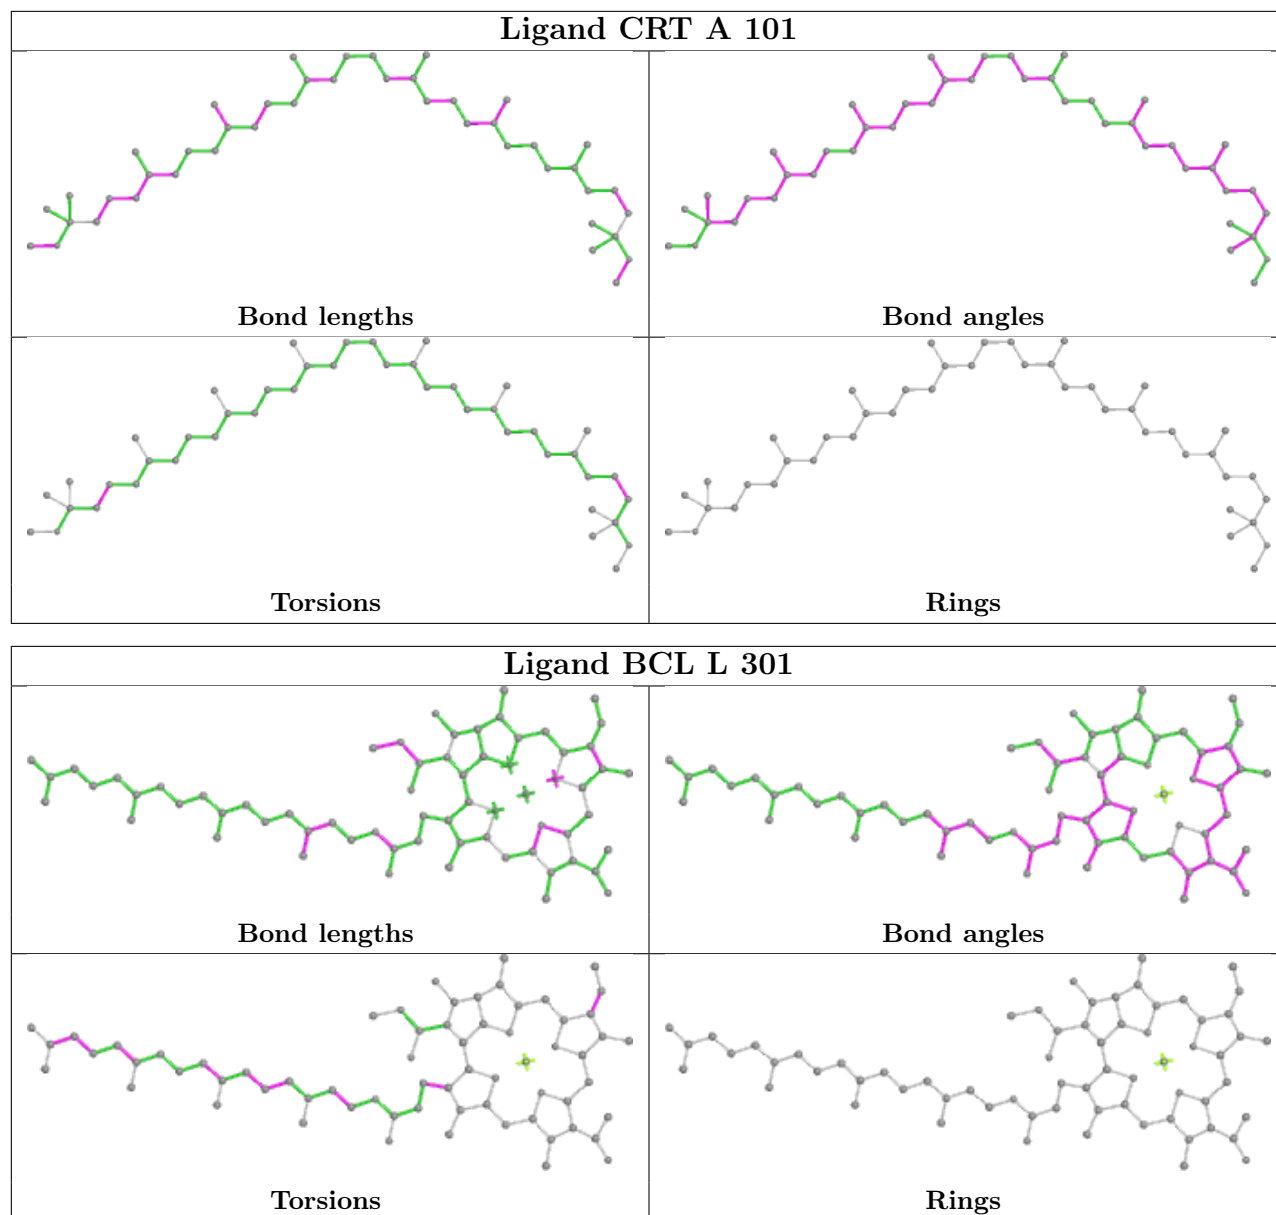 Ligand CRT A 101
Bond lengths
Bond angles
Torsions
Rings
Ligand BCL L 301
Bond lengths
Bond angles
Torsions
Rings